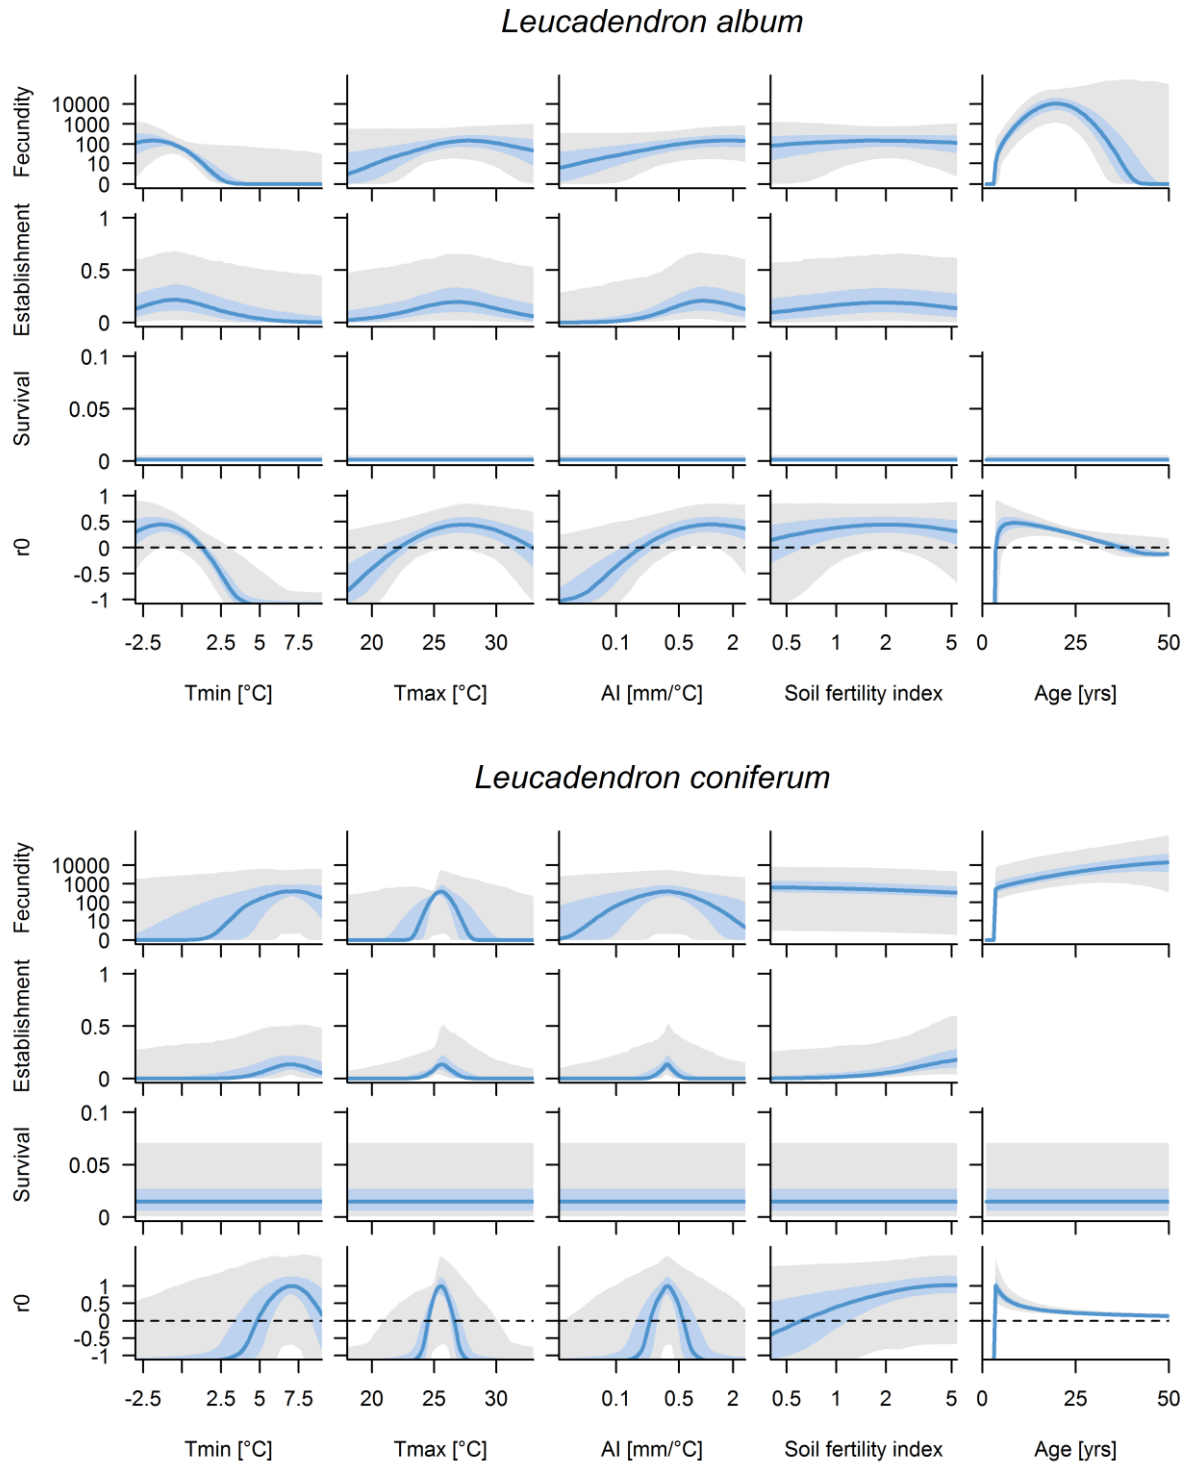 Leucadendron album
Fecundity
10000
1000
100
10
0
Establishment
1
0.5
0
Survival
0.1
0.05
0
r0
1
0.5
0
-0.5
-1
-2.5 2.5 5 7.5
20 25 30
0.1 0.5 2
0.5 1 2 5
0 25 50
Tmin [°C]
Tmax [°C]
AI [mm/°C]
Soil fertility index
Age [yrs]
Leucadendron coniferum
Fecundity
10000
1000
100
10
0
Establishment
1
0.5
0
Survival
0.1
0.05
0
r0
1
0.5
0
-0.5
-1
-2.5 2.5 5 7.5
20 25 30
0.1 0.5 2
0.5 1 2 5
0 25 50
Tmin [°C]
Tmax [°C]
AI [mm/°C]
Soil fertility index
Age [yrs]